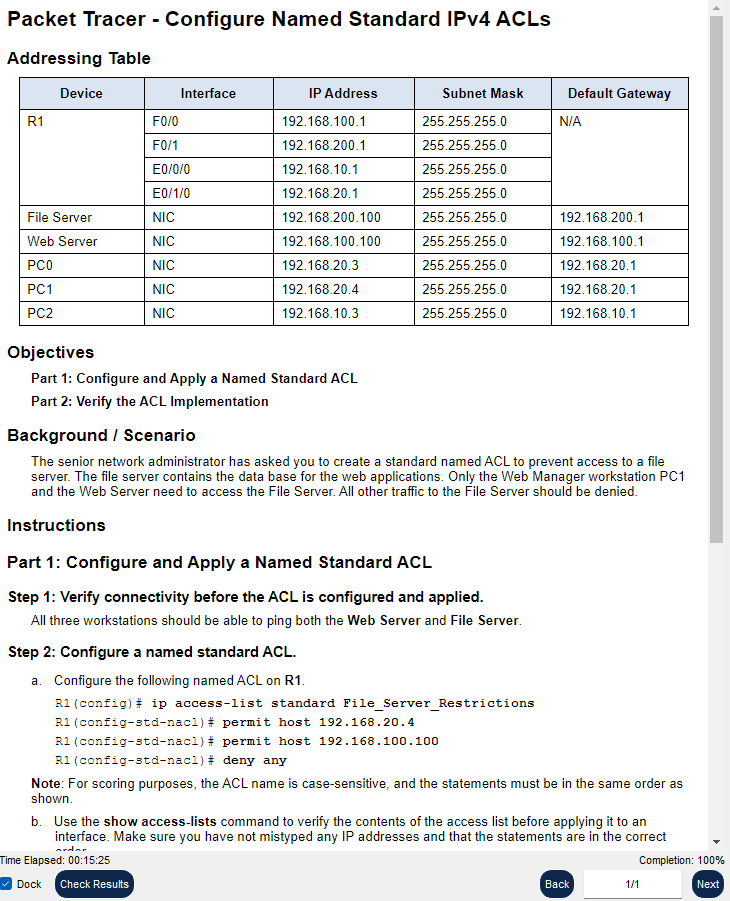 Packet Tracer - Configure Named Standard IPv4 ACLs
Addressing Table
Device Interface IP Address Subnet Mask Default Gateway
R1 F0/0 192.168.100.1 255.255.255.0 N/A
F0/1 192.168.200.1 255.255.255.0
E0/0/0 192.168.10.1 255.255.255.0
E0/1/0 192.168.20.1 255.255.255.0
File Server NIC 192.168.200.100 255.255.255.0 192.168.200.1
Web Server NIC 192.168.100.100 255.255.255.0 192.168.100.1
PC0 NIC 192.168.20.3 255.255.255.0 192.168.20.1
PC1 NIC 192.168.20.4 255.255.255.0 192.168.20.1
PC2 NIC 192.168.10.3 255.255.255.0 192.168.10.1
Objectives
Part 1: Configure and Apply a Named Standard ACL
Part 2: Verify the ACL Implementation
Background / Scenario
The senior network administrator has asked you to create a standard named ACL to prevent access to a file
server. The file server contains the data base for the web applications. Only the Web Manager workstation PC1
and the Web Server need to access the File Server. All other traffic to the File Server should be denied.
Instructions
Part 1: Configure and Apply a Named Standard ACL
Step 1: Verify connectivity before the ACL is configured and applied.
All three workstations should be able to ping both the Web Server and File Server.
Step 2: Configure a named standard ACL.
a. Configure the following named ACL on R1.
R1(config)# ip access-list standard File_Server_Restrictions
R1(config-std-nacl)# permit host 192.168.20.4
R1(config-std-nacl)# permit host 192.168.100.100
R1(config-std-nacl)# deny any
Note: For scoring purposes, the ACL name is case-sensitive, and the statements must be in the same order as
shown.
b. Use the show access-lists command to verify the contents of the access list before applying it to an
interface. Make sure you have not mistyped any IP addresses and that the statements are in the correct
Time Elapsed: 00:15:25 Completion: 100%
Dock Check Results Back 1/1 Next